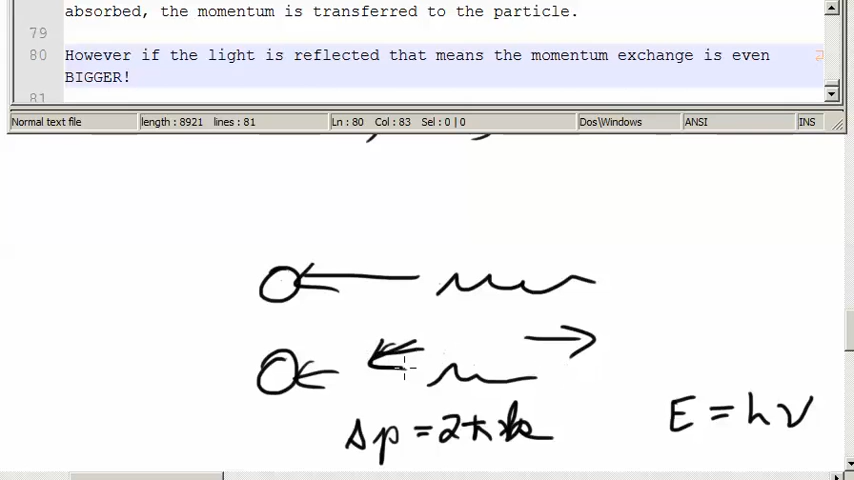 absorbed, the momentum is transferred to the particle.
79
80 However if the light is reflected that means the momentum exchange is even
BIGGER!
81
Normal text file length : 8921 lines : 81 Ln : 80 Col : 83 Sel : 0 | 0 Dos\Windows ANSI INS
Δp = 2ħk
E = hν